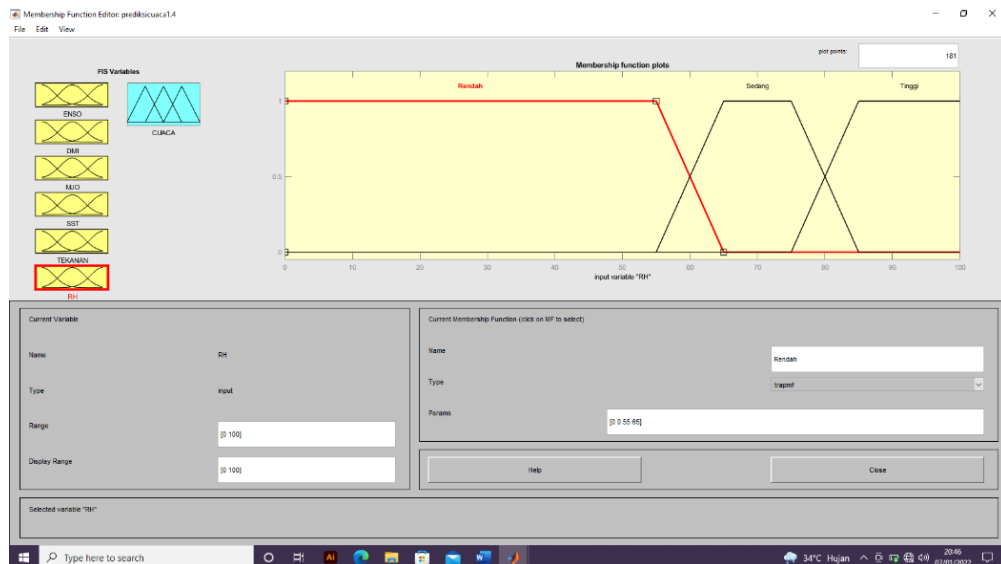 Membership Function Editor: prediksicuaca1.4
File Edit View
FIS Variables
ENSO
DMI
MJO
SST
TEKANAN
RH
CUACA
plot points:
181
Membership function plots
Rendah
Sedang
Tinggi
1
0.5
0
0 10 20 30 40 50 60 70 80 90 100
input variable "RH"
Current Variable
Name RH
Type input
Range [0 100]
Display Range [0 100]
Current Membership Function (click on MF to select)
Name Rendah
Type trapmf
Params [0 0 55 65]
Help
Close
Selected variable "RH"
Type here to search
Ai
W
34°C Hujan
20:46
07/01/2022